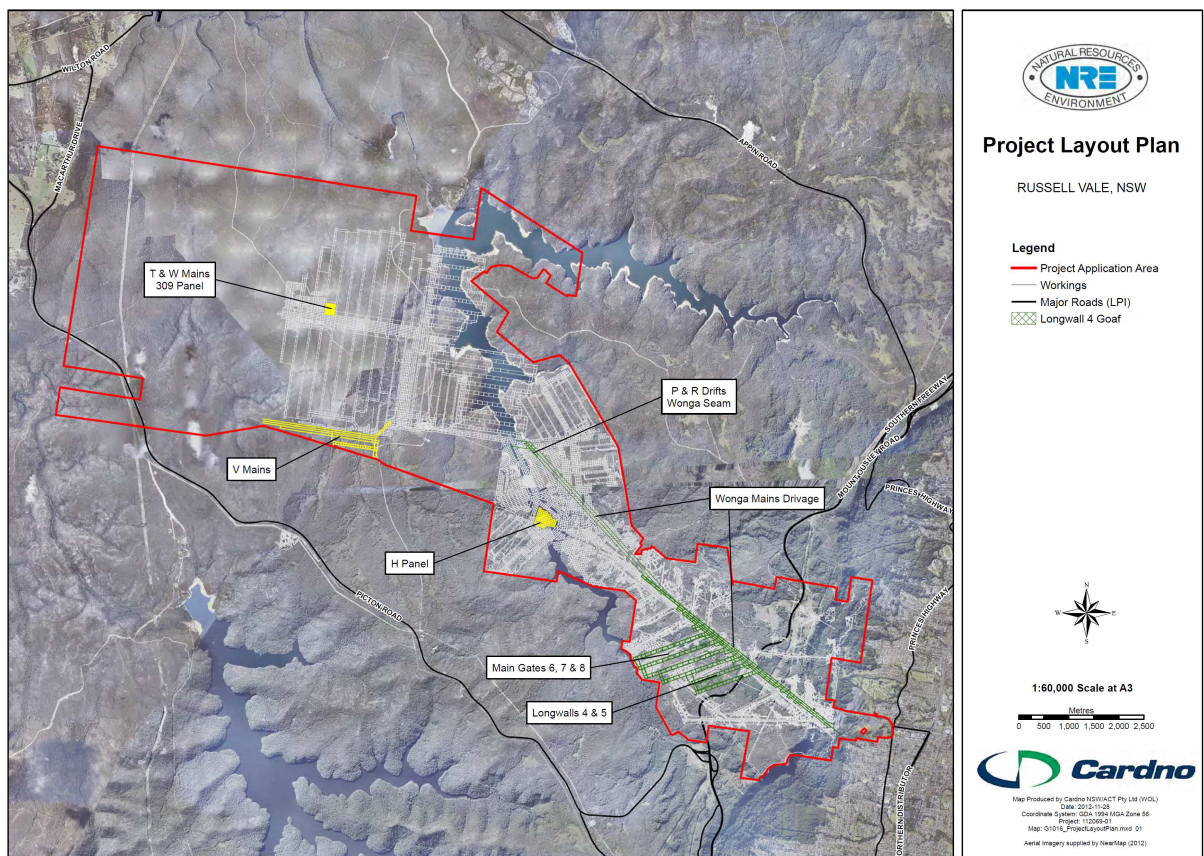 WILTON ROAD
MACARTHUR DRIVE
APPIN ROAD
T & W Mains
309 Panel
P & R Drifts
Wonga Seam
V Mains
Wonga Mains Drivage
H Panel
PICTON ROAD
Main Gates 6, 7 & 8
Longwalls 4 & 5
MOUNT OUSLEY ROAD
SOUTHERN FREEWAY
PRINCES HIGHWAY
PRINCES HIGHWAY
ORTHERN DISTRIBUTOR
NATURAL RESOURCES
NRE
ENVIRONMENT
Project Layout Plan
RUSSELL VALE, NSW
Legend
Project Application Area
Workings
Major Roads (LPI)
Longwall 4 Goaf
N
W E
S
1:60,000 Scale at A3
Metres
0 500 1,000 1,500 2,000 2,500
Cardno
Map Produced by Cardno NSW/ACT Pty Ltd (WOL)
Date: 2012-11-28
Coordinate System: GDA 1994 MGA Zone 56
Project: 112069-01
Map: G1016_ProjectLayoutPlan.mxd 01
Aerial imagery supplied by NearMap (2012)